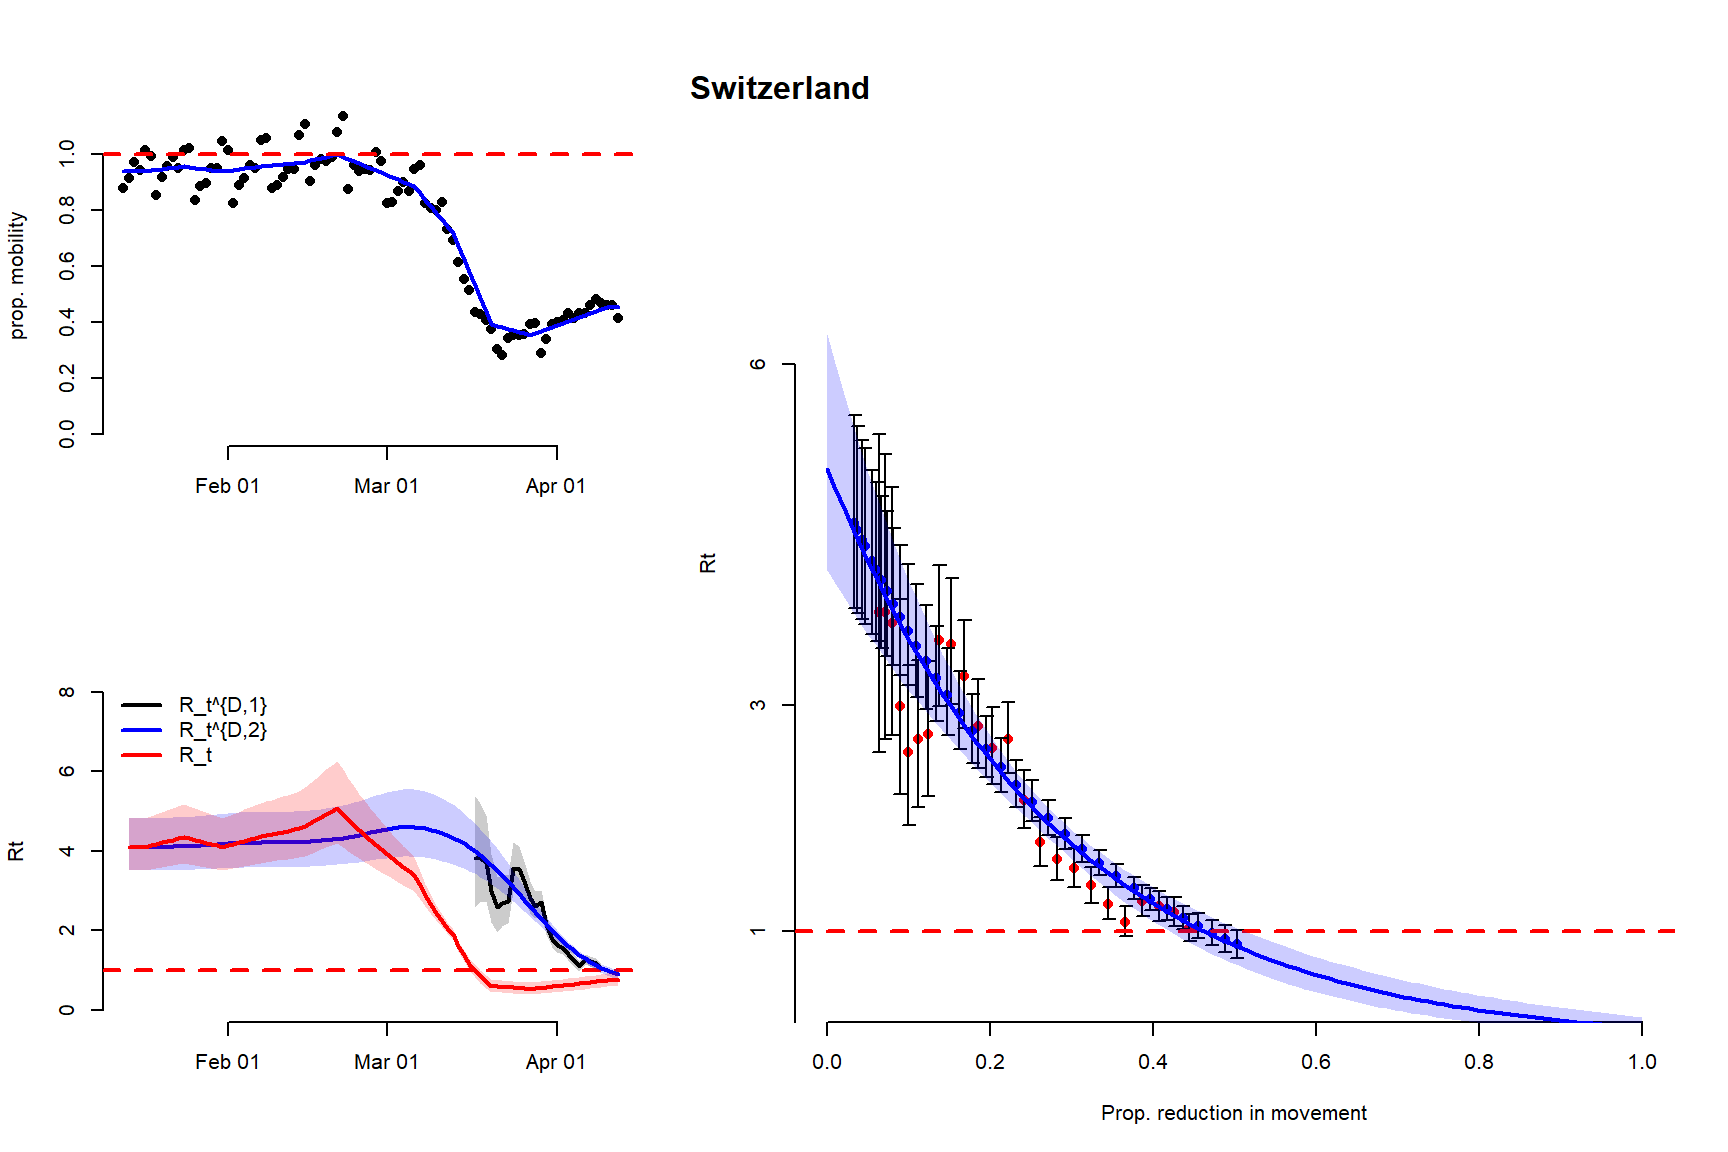 Switzerland
prop. mobility
1.0
0.8
0.6
0.4
0.2
0.0
Feb 01 Mar 01 Apr 01
Rt
8
6
4
2
0
R_t^{D,1}
R_t^{D,2}
R_t
Feb 01 Mar 01 Apr 01
Rt
6
3
1
0.0 0.2 0.4 0.6 0.8 1.0
Prop. reduction in movement